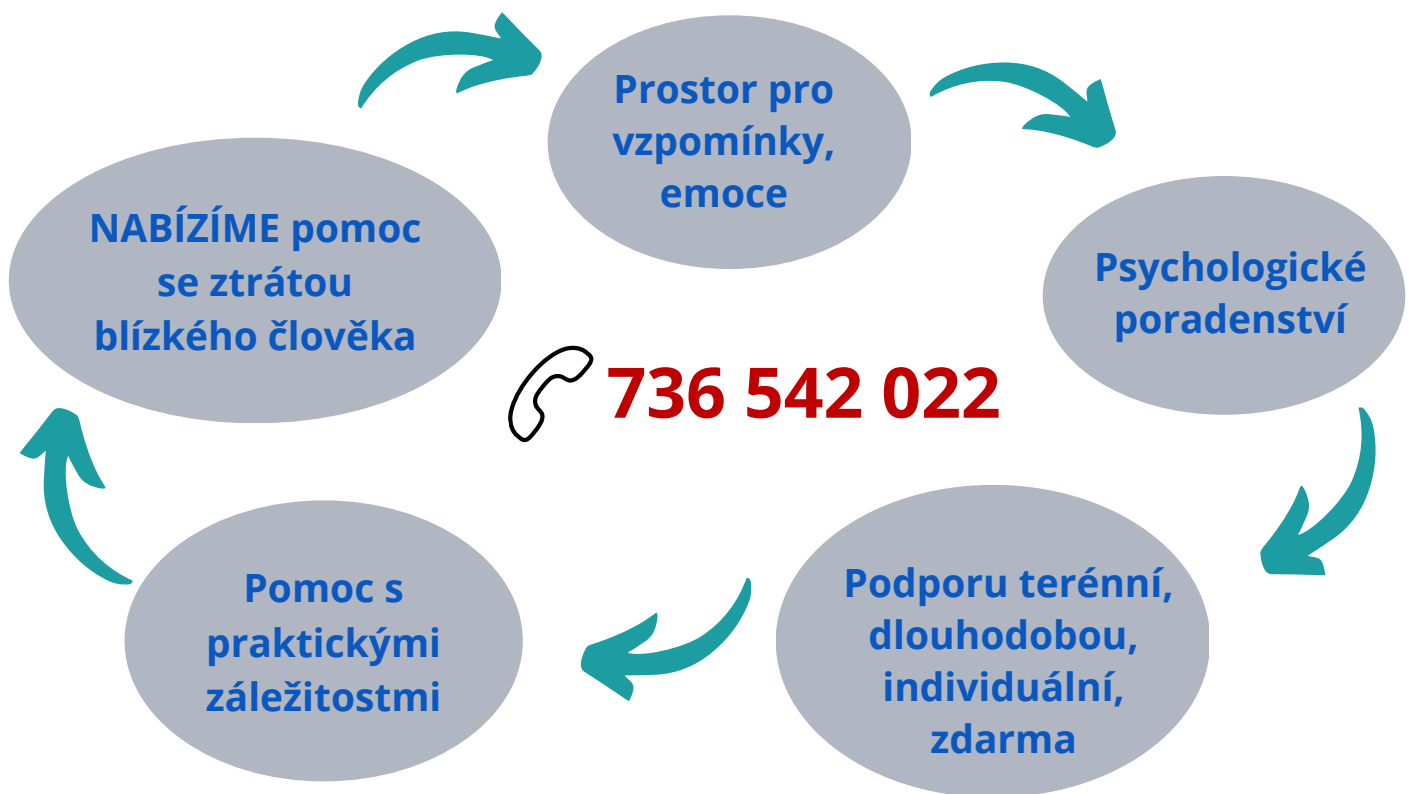 NABÍZÍME pomoc
se ztrátou
blízkého člověka
Prostor pro
vzpomínky,
emoce
Psychologické
poradenství
Podporu terénní,
dlouhodobou,
individuální,
zdarma
Pomoc s
praktickými
záležitostmi
736 542 022